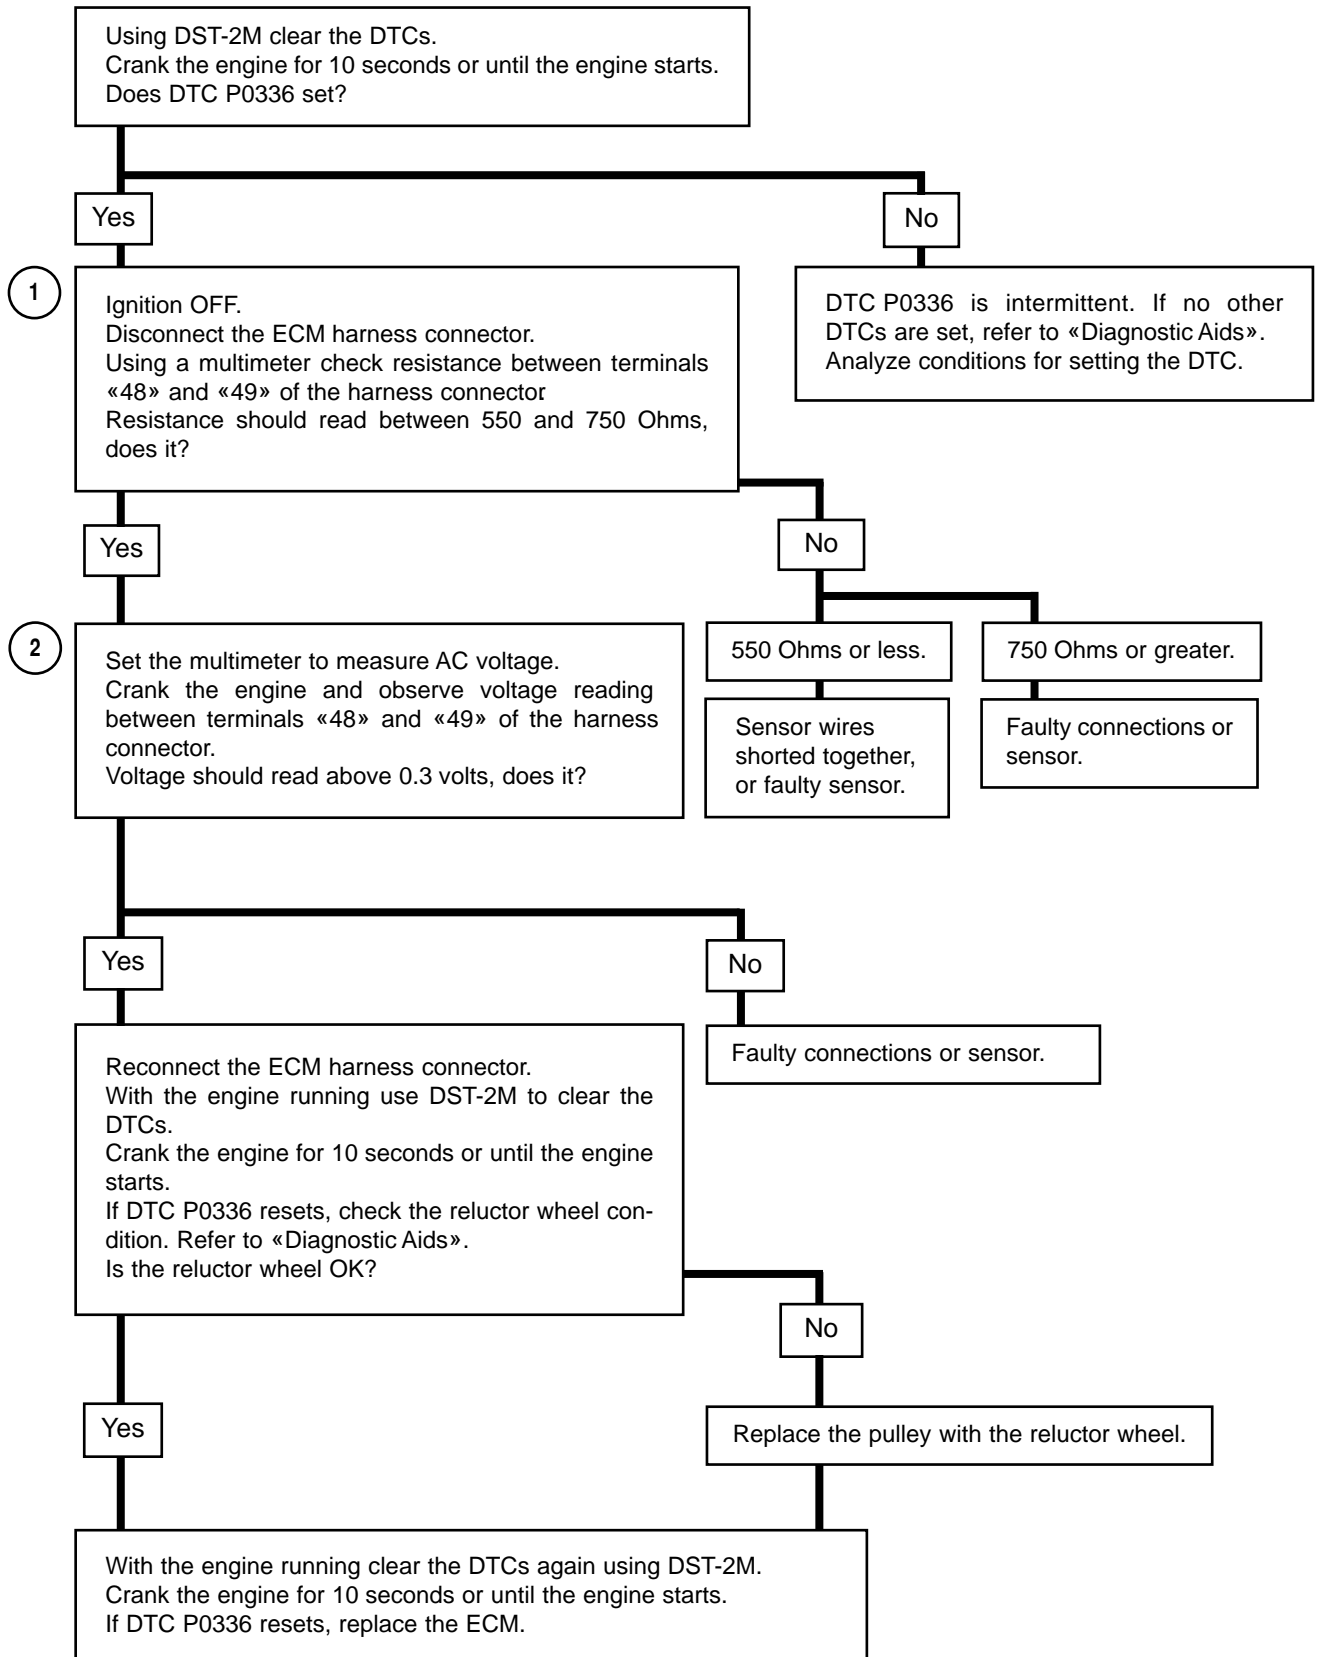 Using DST-2M clear the DTCs.
Crank the engine for 10 seconds or until the engine starts.
Does DTC P0336 set?
Yes
No
1
Ignition OFF.
Disconnect the ECM harness connector.
Using a multimeter check resistance between terminals
«48» and «49» of the harness connector
Resistance should read between 550 and 750 Ohms,
does it?
DTC P0336 is intermittent. If no other
DTCs are set, refer to «Diagnostic Aids».
Analyze conditions for setting the DTC.
Yes
No
2
Set the multimeter to measure AC voltage.
Crank the engine and observe voltage reading
between terminals «48» and «49» of the harness
connector.
Voltage should read above 0.3 volts, does it?
550 Ohms or less.
750 Ohms or greater.
Sensor wires
shorted together,
or faulty sensor.
Faulty connections or
sensor.
Yes
No
Reconnect the ECM harness connector.
With the engine running use DST-2M to clear the
DTCs.
Crank the engine for 10 seconds or until the engine
starts.
If DTC P0336 resets, check the reluctor wheel con-
dition. Refer to «Diagnostic Aids».
Is the reluctor wheel OK?
Faulty connections or sensor.
No
Yes
Replace the pulley with the reluctor wheel.
With the engine running clear the DTCs again using DST-2M.
Crank the engine for 10 seconds or until the engine starts.
If DTC P0336 resets, replace the ECM.